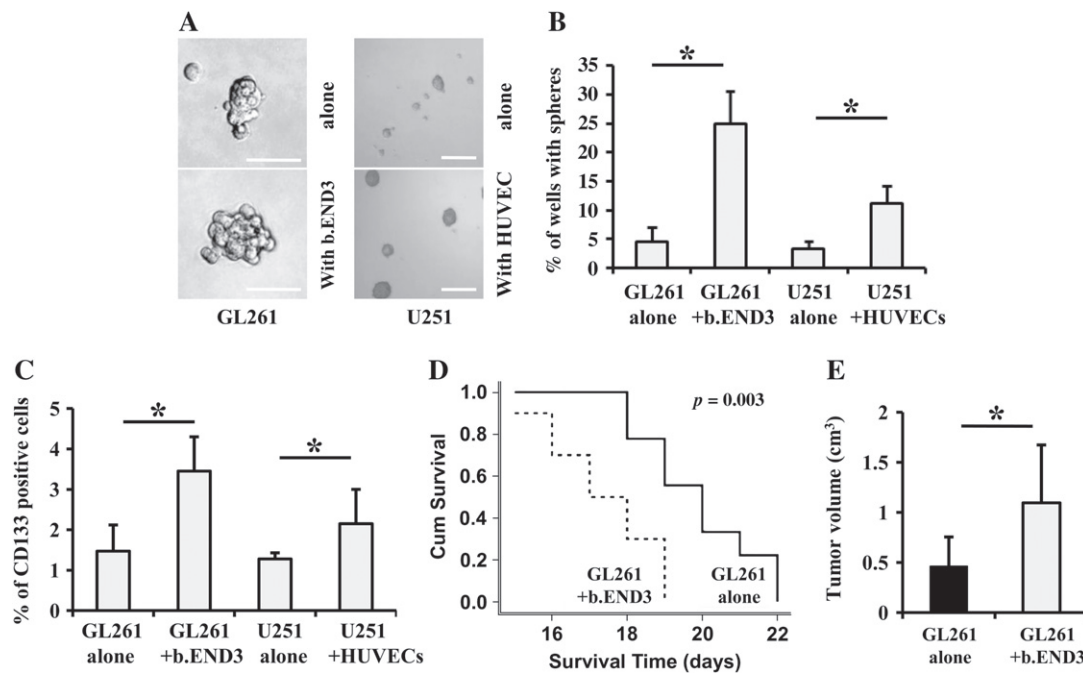 A
alone
alone
With b.END3
With HUVEC
GL261
U251
B
% of wells with spheres
35
30
25
20
15
10
5
0
*
*
GL261 GL261 U251 U251
alone +b.END3 alone +HUVECs
C
% of CD133 positive cells
5
4
3
2
1
0
*
*
GL261 GL261 U251 U251
alone +b.END3 alone +HUVECs
D
Cum Survival
1.0
0.8
0.6
0.4
0.2
0.0
p = 0.003
GL261
+b.END3
GL261
alone
16 18 20 22
Survival Time (days)
E
Tumor volume (cm³)
2
1.5
1
0.5
0
*
GL261 GL261
alone +b.END3